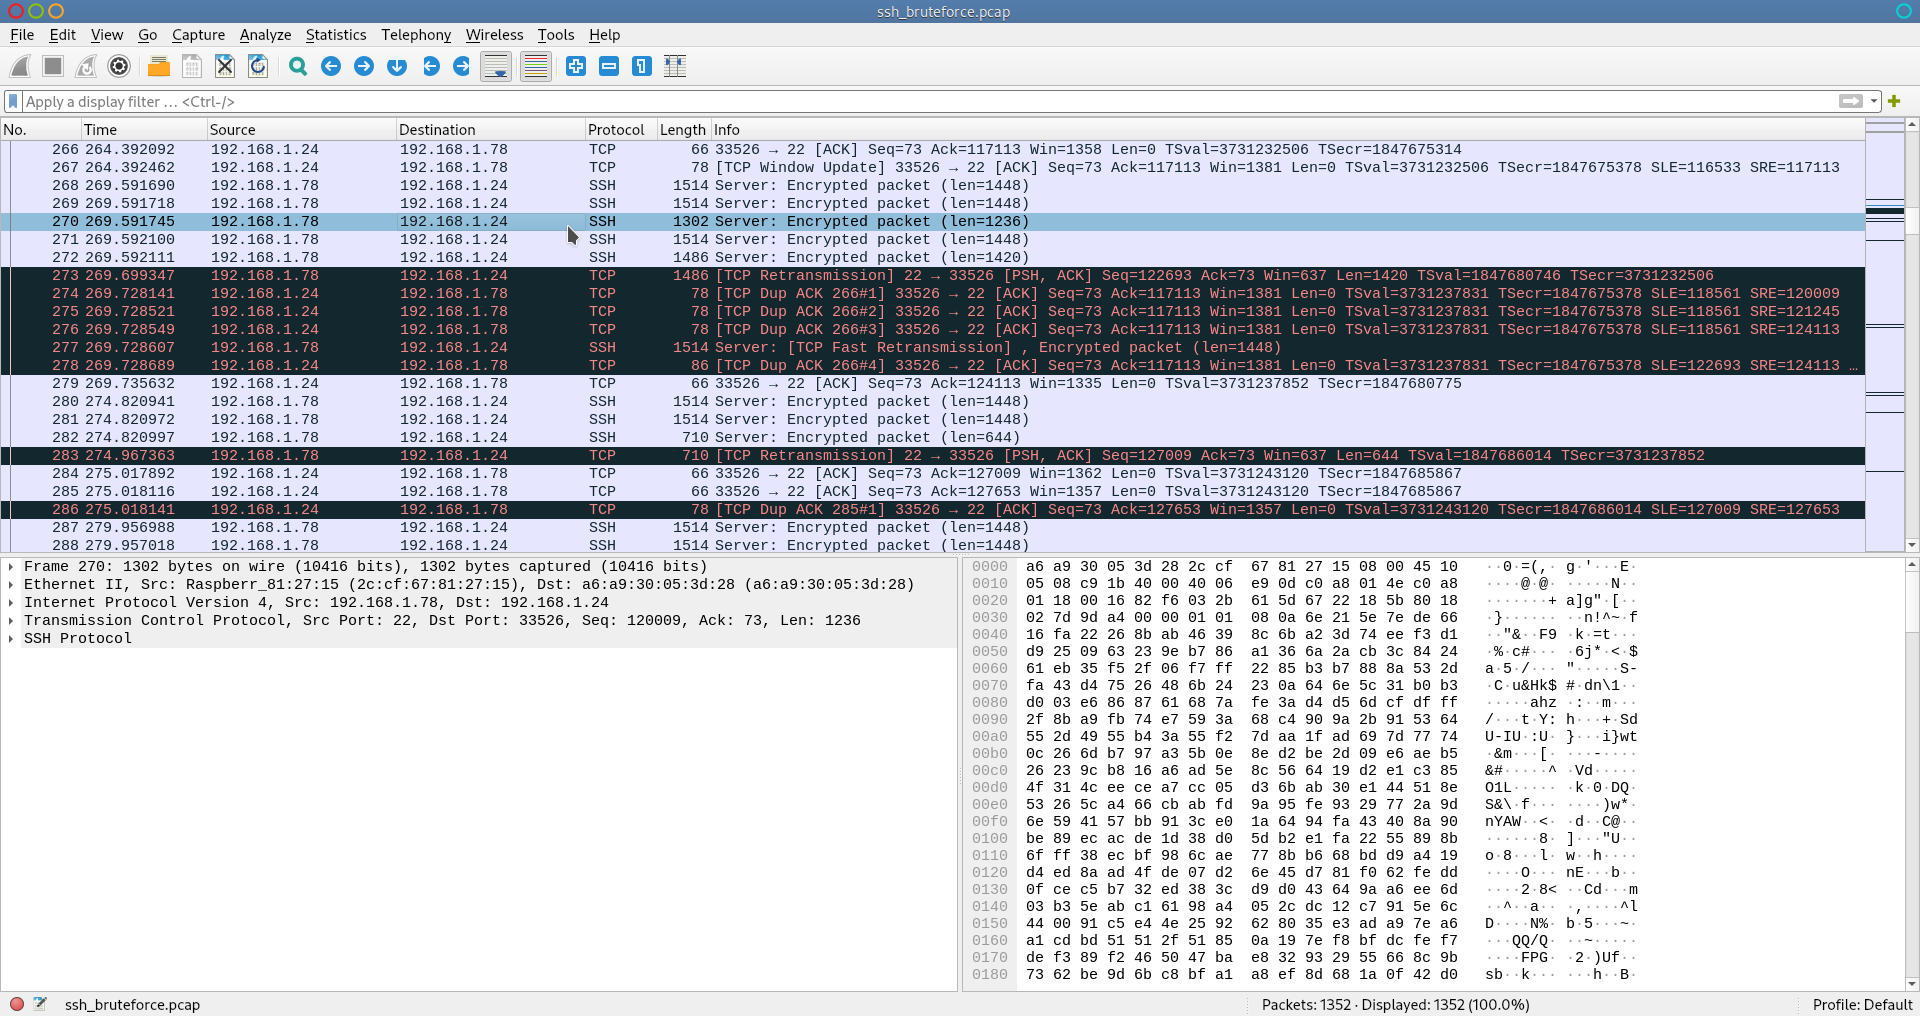 ssh_bruteforce.pcap
File Edit View Go Capture Analyze Statistics Telephony Wireless Tools Help
Apply a display filter … <Ctrl-/>
No. Time Source Destination Protocol Length Info
266 264.392092 192.168.1.24 192.168.1.78 TCP 66 33526 → 22 [ACK] Seq=73 Ack=117113 Win=1358 Len=0 TSval=3731232506 TSecr=1847675314
267 264.392462 192.168.1.24 192.168.1.78 TCP 78 [TCP Window Update] 33526 → 22 [ACK] Seq=73 Ack=117113 Win=1381 Len=0 TSval=3731232506 TSecr=1847675378 SLE=116533 SRE=117113
268 269.591690 192.168.1.78 192.168.1.24 SSH 1514 Server: Encrypted packet (len=1448)
269 269.591718 192.168.1.78 192.168.1.24 SSH 1514 Server: Encrypted packet (len=1448)
270 269.591745 192.168.1.78 192.168.1.24 SSH 1302 Server: Encrypted packet (len=1236)
271 269.592100 192.168.1.78 192.168.1.24 SSH 1514 Server: Encrypted packet (len=1448)
272 269.592111 192.168.1.78 192.168.1.24 SSH 1486 Server: Encrypted packet (len=1420)
273 269.699347 192.168.1.78 192.168.1.24 TCP 1486 [TCP Retransmission] 22 → 33526 [PSH, ACK] Seq=122693 Ack=73 Win=637 Len=1420 TSval=1847680746 TSecr=3731232506
274 269.728141 192.168.1.24 192.168.1.78 TCP 78 [TCP Dup ACK 266#1] 33526 → 22 [ACK] Seq=73 Ack=117113 Win=1381 Len=0 TSval=3731237831 TSecr=1847675378 SLE=118561 SRE=120009
275 269.728521 192.168.1.24 192.168.1.78 TCP 78 [TCP Dup ACK 266#2] 33526 → 22 [ACK] Seq=73 Ack=117113 Win=1381 Len=0 TSval=3731237831 TSecr=1847675378 SLE=118561 SRE=121245
276 269.728549 192.168.1.24 192.168.1.78 TCP 78 [TCP Dup ACK 266#3] 33526 → 22 [ACK] Seq=73 Ack=117113 Win=1381 Len=0 TSval=3731237831 TSecr=1847675378 SLE=118561 SRE=124113
277 269.728607 192.168.1.78 192.168.1.24 SSH 1514 Server: [TCP Fast Retransmission] , Encrypted packet (len=1448)
278 269.728689 192.168.1.24 192.168.1.78 TCP 86 [TCP Dup ACK 266#4] 33526 → 22 [ACK] Seq=73 Ack=117113 Win=1381 Len=0 TSval=3731237831 TSecr=1847675378 SLE=122693 SRE=124113 …
279 269.735632 192.168.1.24 192.168.1.78 TCP 66 33526 → 22 [ACK] Seq=73 Ack=124113 Win=1335 Len=0 TSval=3731237852 TSecr=1847680775
280 274.820941 192.168.1.78 192.168.1.24 SSH 1514 Server: Encrypted packet (len=1448)
281 274.820972 192.168.1.78 192.168.1.24 SSH 1514 Server: Encrypted packet (len=1448)
282 274.820997 192.168.1.78 192.168.1.24 SSH 710 Server: Encrypted packet (len=644)
283 274.967363 192.168.1.78 192.168.1.24 TCP 710 [TCP Retransmission] 22 → 33526 [PSH, ACK] Seq=127009 Ack=73 Win=637 Len=644 TSval=1847686014 TSecr=3731237852
284 275.017892 192.168.1.24 192.168.1.78 TCP 66 33526 → 22 [ACK] Seq=73 Ack=127009 Win=1362 Len=0 TSval=3731243120 TSecr=1847685867
285 275.018116 192.168.1.24 192.168.1.78 TCP 66 33526 → 22 [ACK] Seq=73 Ack=127653 Win=1357 Len=0 TSval=3731243120 TSecr=1847685867
286 275.018141 192.168.1.24 192.168.1.78 TCP 78 [TCP Dup ACK 285#1] 33526 → 22 [ACK] Seq=73 Ack=127653 Win=1357 Len=0 TSval=3731243120 TSecr=1847686014 SLE=127009 SRE=127653
287 279.956988 192.168.1.78 192.168.1.24 SSH 1514 Server: Encrypted packet (len=1448)
288 279.957018 192.168.1.78 192.168.1.24 SSH 1514 Server: Encrypted packet (len=1448)
Frame 270: 1302 bytes on wire (10416 bits), 1302 bytes captured (10416 bits)
Ethernet II, Src: Raspberr_81:27:15 (2c:cf:67:81:27:15), Dst: a6:a9:30:05:3d:28 (a6:a9:30:05:3d:28)
Internet Protocol Version 4, Src: 192.168.1.78, Dst: 192.168.1.24
Transmission Control Protocol, Src Port: 22, Dst Port: 33526, Seq: 120009, Ack: 73, Len: 1236
SSH Protocol
0000 a6 a9 30 05 3d 28 2c cf 67 81 27 15 08 00 45 10 ··0·=(,· g·'···E·
0010 05 08 c9 1b 40 00 40 06 e9 0d c0 a8 01 4e c0 a8 ····@·@· ·····N··
0020 01 18 00 16 82 f6 03 2b 61 5d 67 22 18 5b 80 18 ·······+ a]g"·[··
0030 02 7d 9d a4 00 00 01 01 08 0a 6e 21 5e 7e de 66 ·}······ ··n!^~·f
0040 16 fa 22 26 8b ab 46 39 8c 6b a2 3d 74 ee f3 d1 ··"&··F9 ·k·=t···
0050 d9 25 09 63 23 9e b7 86 a1 36 6a 2a cb 3c 84 24 ·%·c#··· ·6j*·<·$
0060 61 eb 35 f5 2f 06 f7 ff 22 85 b3 b7 88 8a 53 2d a·5·/··· "·····S-
0070 fa 43 d4 75 26 48 6b 24 23 0a 64 6e 5c 31 b0 b3 ·C·u&Hk$ #·dn\1··
0080 d0 03 e6 86 87 61 68 7a fe 3a d4 d5 6d cf df ff ·····ahz ·:··m···
0090 2f 8b a9 fb 74 e7 59 3a 68 c4 90 9a 2b 91 53 64 /···t·Y: h···+·Sd
00a0 55 2d 49 55 b4 3a 55 f2 7d aa 1f ad 69 7d 77 74 U-IU·:U· }···i}wt
00b0 0c 26 6d b7 97 a3 5b 0e 8e d2 be 2d 09 e6 ae b5 ·&m···[· ···-····
00c0 26 23 9c b8 16 a6 ad 5e 8c 56 64 19 d2 e1 c3 85 &#·····^ ·Vd·····
00d0 4f 31 4c ee ce a7 cc 05 d3 6b ab 30 e1 44 51 8e O1L····· ·k·0·DQ·
00e0 53 26 5c a4 66 cb ab fd 9a 95 fe 93 29 77 2a 9d S&\·f··· ····)w*·
00f0 6e 59 41 57 bb 91 3c e0 1a 64 94 fa 43 40 8a 90 nYAW··<· ·d··C@··
0100 be 89 ec ac de 1d 38 d0 5d b2 e1 fa 22 55 89 8b ······8· ]···"U··
0110 6f ff 38 ec bf 98 6c ae 77 8b b6 68 bd d9 a4 19 o·8···l· w··h····
0120 d4 ed 8a ad 4f de 07 d2 6e 45 d7 81 f0 62 fe dd ····O··· nE···b··
0130 0f ce c5 b7 32 ed 38 3c d9 d0 43 64 9a a6 ee 6d ····2·8< ··Cd···m
0140 03 b3 5e ab c1 61 98 a4 05 2c dc 12 c7 91 5e 6c ··^··a·· ·,····^l
0150 44 00 91 c5 e4 4e 25 92 62 80 35 e3 ad a9 7e a6 D····N%· b·5···~·
0160 a1 cd bd 51 51 2f 51 85 0a 19 7e f8 bf dc fe f7 ···QQ/Q· ··~·····
0170 de f3 89 f2 46 50 47 ba e8 32 93 29 55 66 8c 9b ····FPG· ·2·)Uf··
0180 73 62 be 9d 6b c8 bf a1 a8 ef 8d 68 1a 0f 42 d0 sb··k··· ···h··B·
ssh_bruteforce.pcap Packets: 1352 · Displayed: 1352 (100.0%) Profile: Default